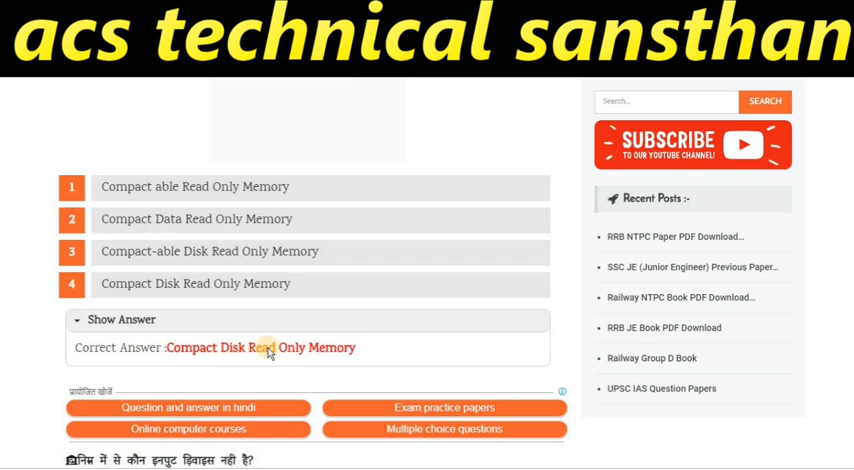 acs technical sansthan
Search...
SEARCH
SUBSCRIBE
TO OUR YOUTUBE CHANNEL!
1 Compact able Read Only Memory
2 Compact Data Read Only Memory
3 Compact-able Disk Read Only Memory
4 Compact Disk Read Only Memory
Show Answer
Correct Answer :Compact Disk Read Only Memory
प्रायोजित खोजें
Question and answer in hindi
Exam practice papers
Online computer courses
Multiple choice questions
निम्न में से कौन इनपुट डिवाइस नही है?
Recent Posts :-
RRB NTPC Paper PDF Download...
SSC JE (Junior Engineer) Previous Paper...
Railway NTPC Book PDF Download...
RRB JE Book PDF Download
Railway Group D Book
UPSC IAS Question Papers